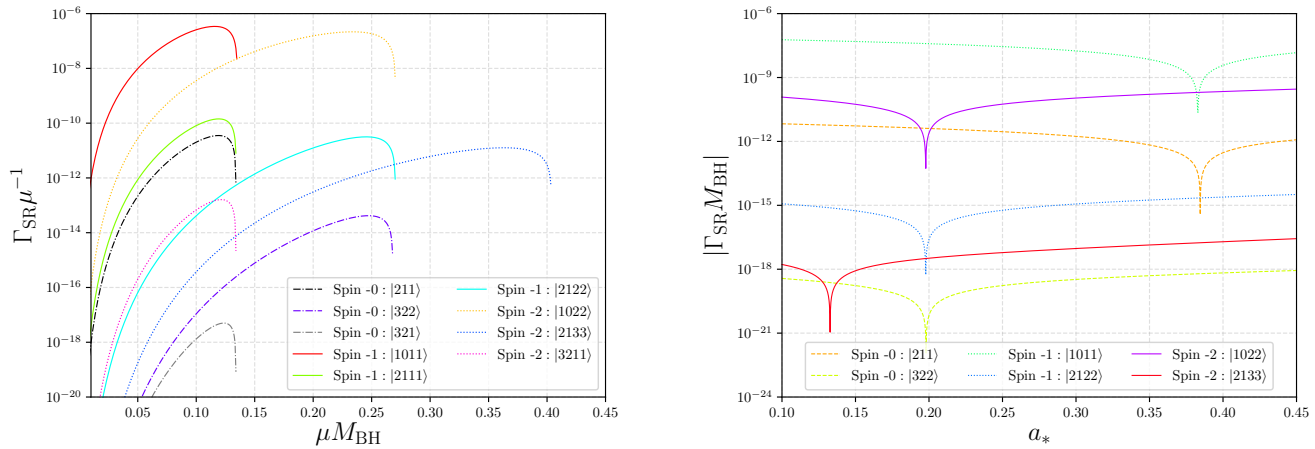 10⁻⁶
10⁻⁸
10⁻¹⁰
10⁻¹²
10⁻¹⁴
10⁻¹⁶
10⁻¹⁸
10⁻²⁰
Γ_SR μ⁻¹
0.05 0.10 0.15 0.20 0.25 0.30 0.35 0.40 0.45
μM_BH
Spin -0 : |211⟩
Spin -0 : |322⟩
Spin -0 : |321⟩
Spin -1 : |1011⟩
Spin -1 : |2111⟩
Spin -1 : |2122⟩
Spin -2 : |1022⟩
Spin -2 : |2133⟩
Spin -2 : |3211⟩
10⁻⁶
10⁻⁹
10⁻¹²
10⁻¹⁵
10⁻¹⁸
10⁻²¹
10⁻²⁴
|Γ_SR M_BH|
0.10 0.15 0.20 0.25 0.30 0.35 0.40 0.45
a_*
Spin -0 : |211⟩
Spin -0 : |322⟩
Spin -1 : |1011⟩
Spin -1 : |2122⟩
Spin -2 : |1022⟩
Spin -2 : |2133⟩